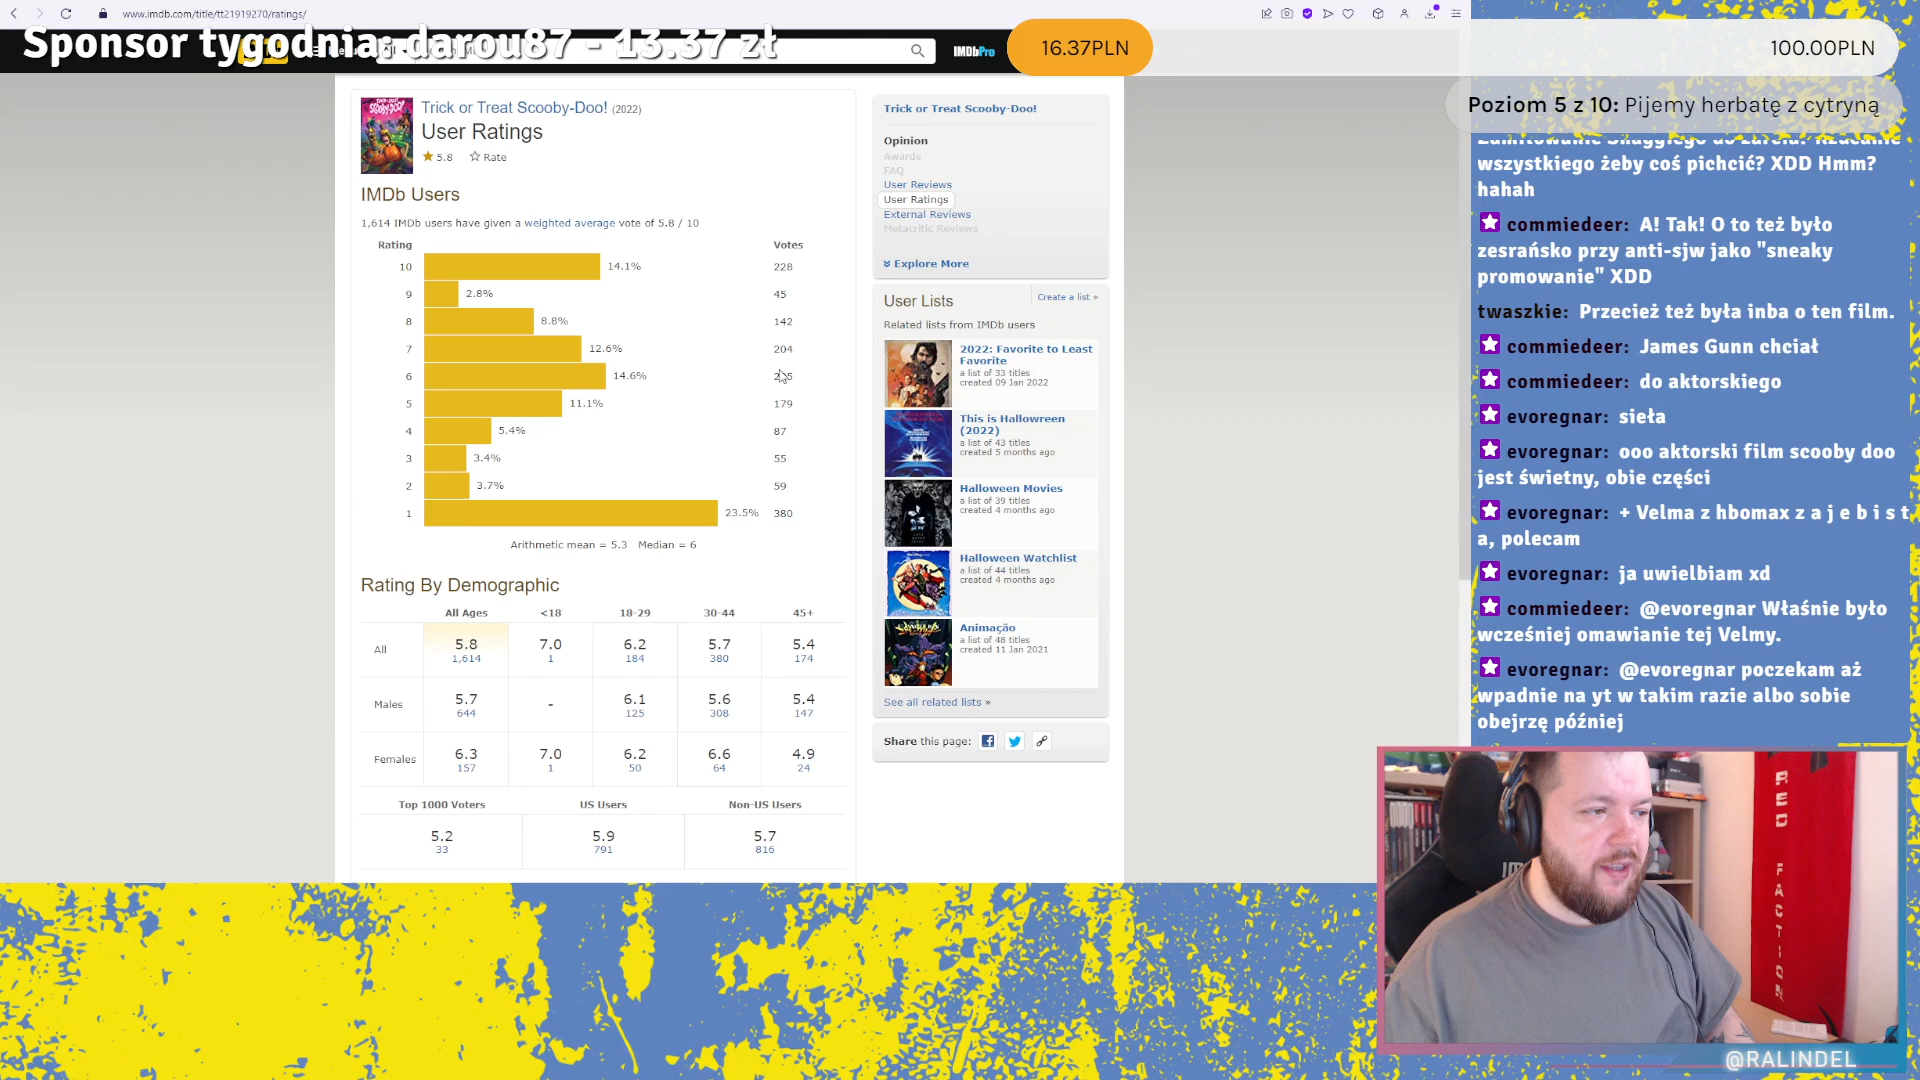 www.imdb.com/title/tt21919270/ratings/
Sponsor tygodnia: darou87 - 13.37 zł
IMDbPro
16.37PLN
100.00PLN
Poziom 5 z 10: Pijemy herbatę z cytryną
Trick or Treat Scooby-Doo! (2022)
User Ratings
5.8 Rate
IMDb Users
1,614 IMDb users have given a weighted average vote of 5.8 / 10
Rating Votes
10 14.1% 228
9 2.8% 45
8 8.8% 142
7 12.6% 204
6 14.6%
5 11.1% 179
4 5.4% 87
3 3.4% 55
2 3.7% 59
1 23.5% 380
Arithmetic mean = 5.3 Median = 6
Rating By Demographic
All Ages <18 18-29 30-44 45+
All 5.8 7.0 6.2 5.7 5.4
1,614 1 184 380 174
Males 5.7 - 6.1 5.6 5.4
644 125 308 147
Females 6.3 7.0 6.2 6.6 4.9
157 1 50 64 24
Top 1000 Voters US Users Non-US Users
5.2 5.9 5.7
33 791 816
Trick or Treat Scooby-Doo!
Opinion
Awards
FAQ
User Reviews
User Ratings
External Reviews
Metacritic Reviews
Explore More
User Lists
Create a list »
Related lists from IMDb users
2022: Favorite to Least
Favorite
a list of 33 titles
created 09 Jan 2022
This is Hallowreen
(2022)
a list of 43 titles
created 5 months ago
Halloween Movies
a list of 39 titles
created 4 months ago
Halloween Watchlist
a list of 44 titles
created 4 months ago
Animação
a list of 48 titles
created 11 Jan 2021
See all related lists »
Share this page:
wszystkiego żeby coś pichcić? XDD Hmm?
hahah
commiedeer: A! Tak! O to też było
zesrańsko przy anti-sjw jako "sneaky
promowanie" XDD
twaszkie: Przecież też była inba o ten film.
commiedeer: James Gunn chciał
commiedeer: do aktorskiego
evoregnar: sieła
evoregnar: ooo aktorski film scooby doo
jest świetny, obie części
evoregnar: + Velma z hbomax z a j e b i s t
a, polecam
evoregnar: ja uwielbiam xd
commiedeer: @evoregnar Właśnie było
wcześniej omawianie tej Velmy.
evoregnar: @evoregnar poczekam aż
wpadnie na yt w takim razie albo sobie
obejrzę później
RED
FACTION
@RALINDEL